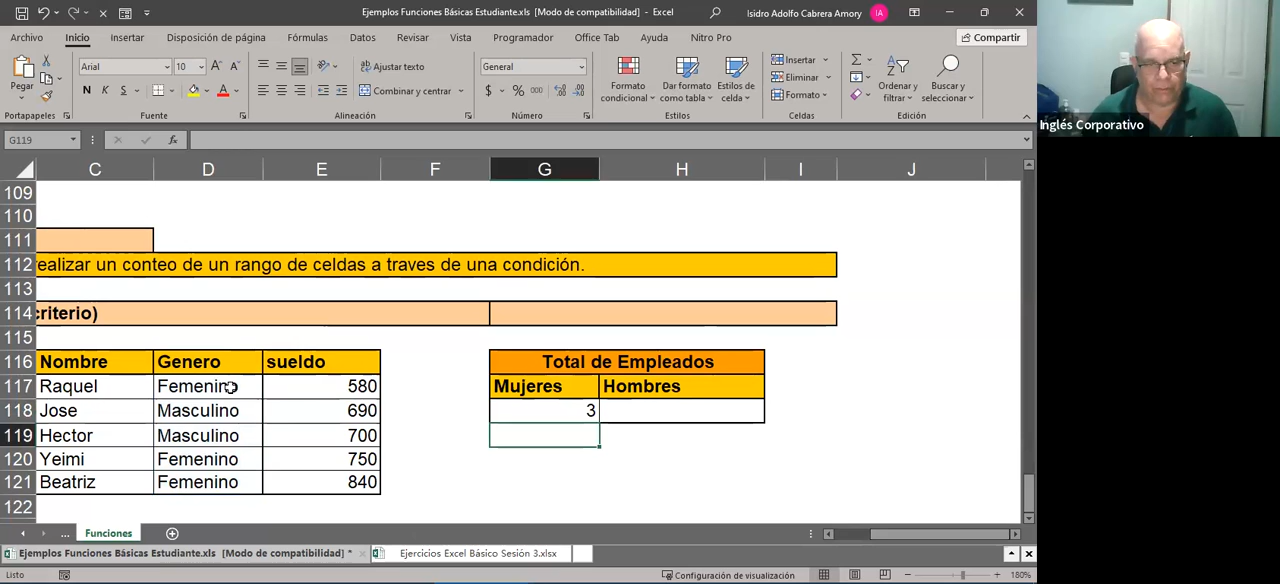 Ejemplos Funciones Básicas Estudiante.xls [Modo de compatibilidad] - Excel
Isidro Adolfo Cabrera Amory
IA
Archivo Inicio Insertar Disposición de página Fórmulas Datos Revisar Vista Programador Office Tab Ayuda Nitro Pro
Compartir
Inglés Corporativo
Pegar
Arial 10
N K S
Ajustar texto
Combinar y centrar
General
$ % 000
Formato condicional
Dar formato como tabla
Estilos de celda
Insertar
Eliminar
Formato
Ordenar y filtrar
Buscar y seleccionar
Portapapeles Fuente Alineación Número Estilos Celdas Edición
G119 fx
C D E F G H I J
109
110
111
112 realizar un conteo de un rango de celdas a traves de una condición.
113
114 criterio)
115
116 Nombre Genero sueldo Total de Empleados
117 Raquel Femenino 580 Mujeres Hombres
118 Jose Masculino 690 3
119 Hector Masculino 700
120 Yeimi Femenino 750
121 Beatriz Femenino 840
122
... Funciones
Ejemplos Funciones Básicas Estudiante.xls [Modo de compatibilidad] *
Ejercicios Excel Básico Sesión 3.xlsx
Listo
Configuración de visualización
180%